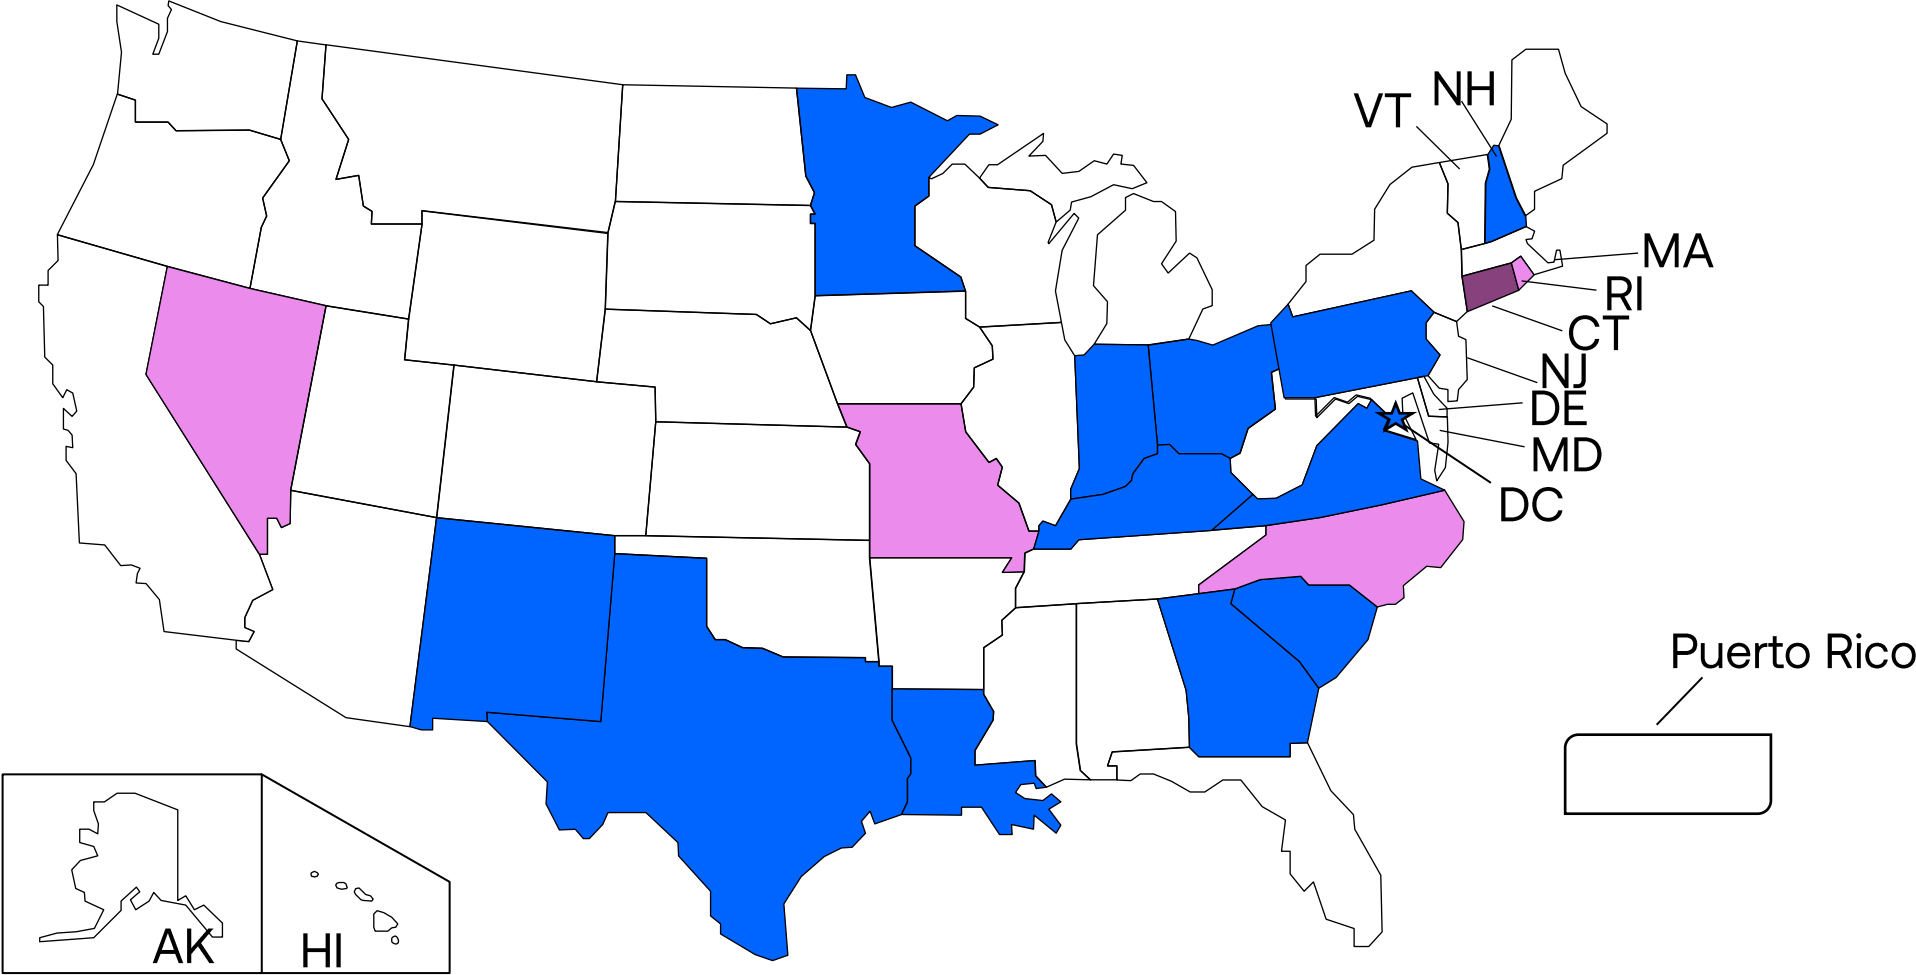 NH
VT
MA
RI
CT
NJ
DE
MD
DC
Puerto Rico
AK
HI